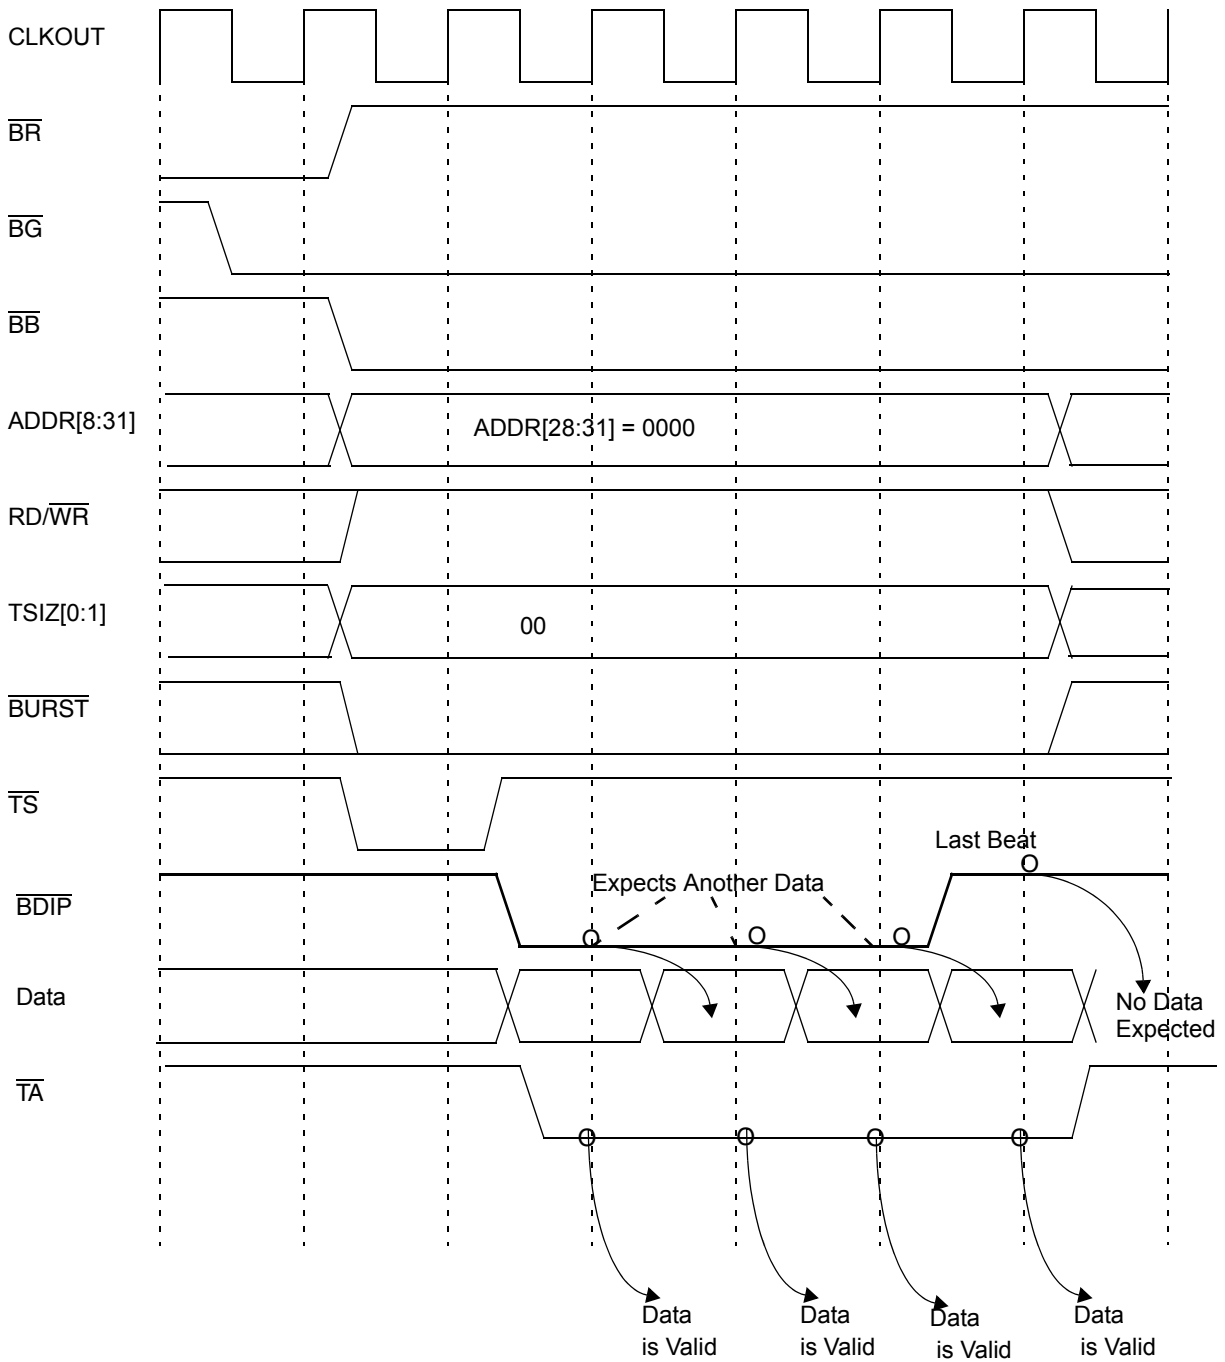 CLKOUT
BR
BG
BB
ADDR[8:31]
ADDR[28:31] = 0000
RD/WR
TSIZ[0:1]
00
BURST
TS
Last Beat
Expects Another Data
BDIP
Data
No Data
Expected
TA
Data
is Valid
Data
is Valid
Data
is Valid
Data
is Valid